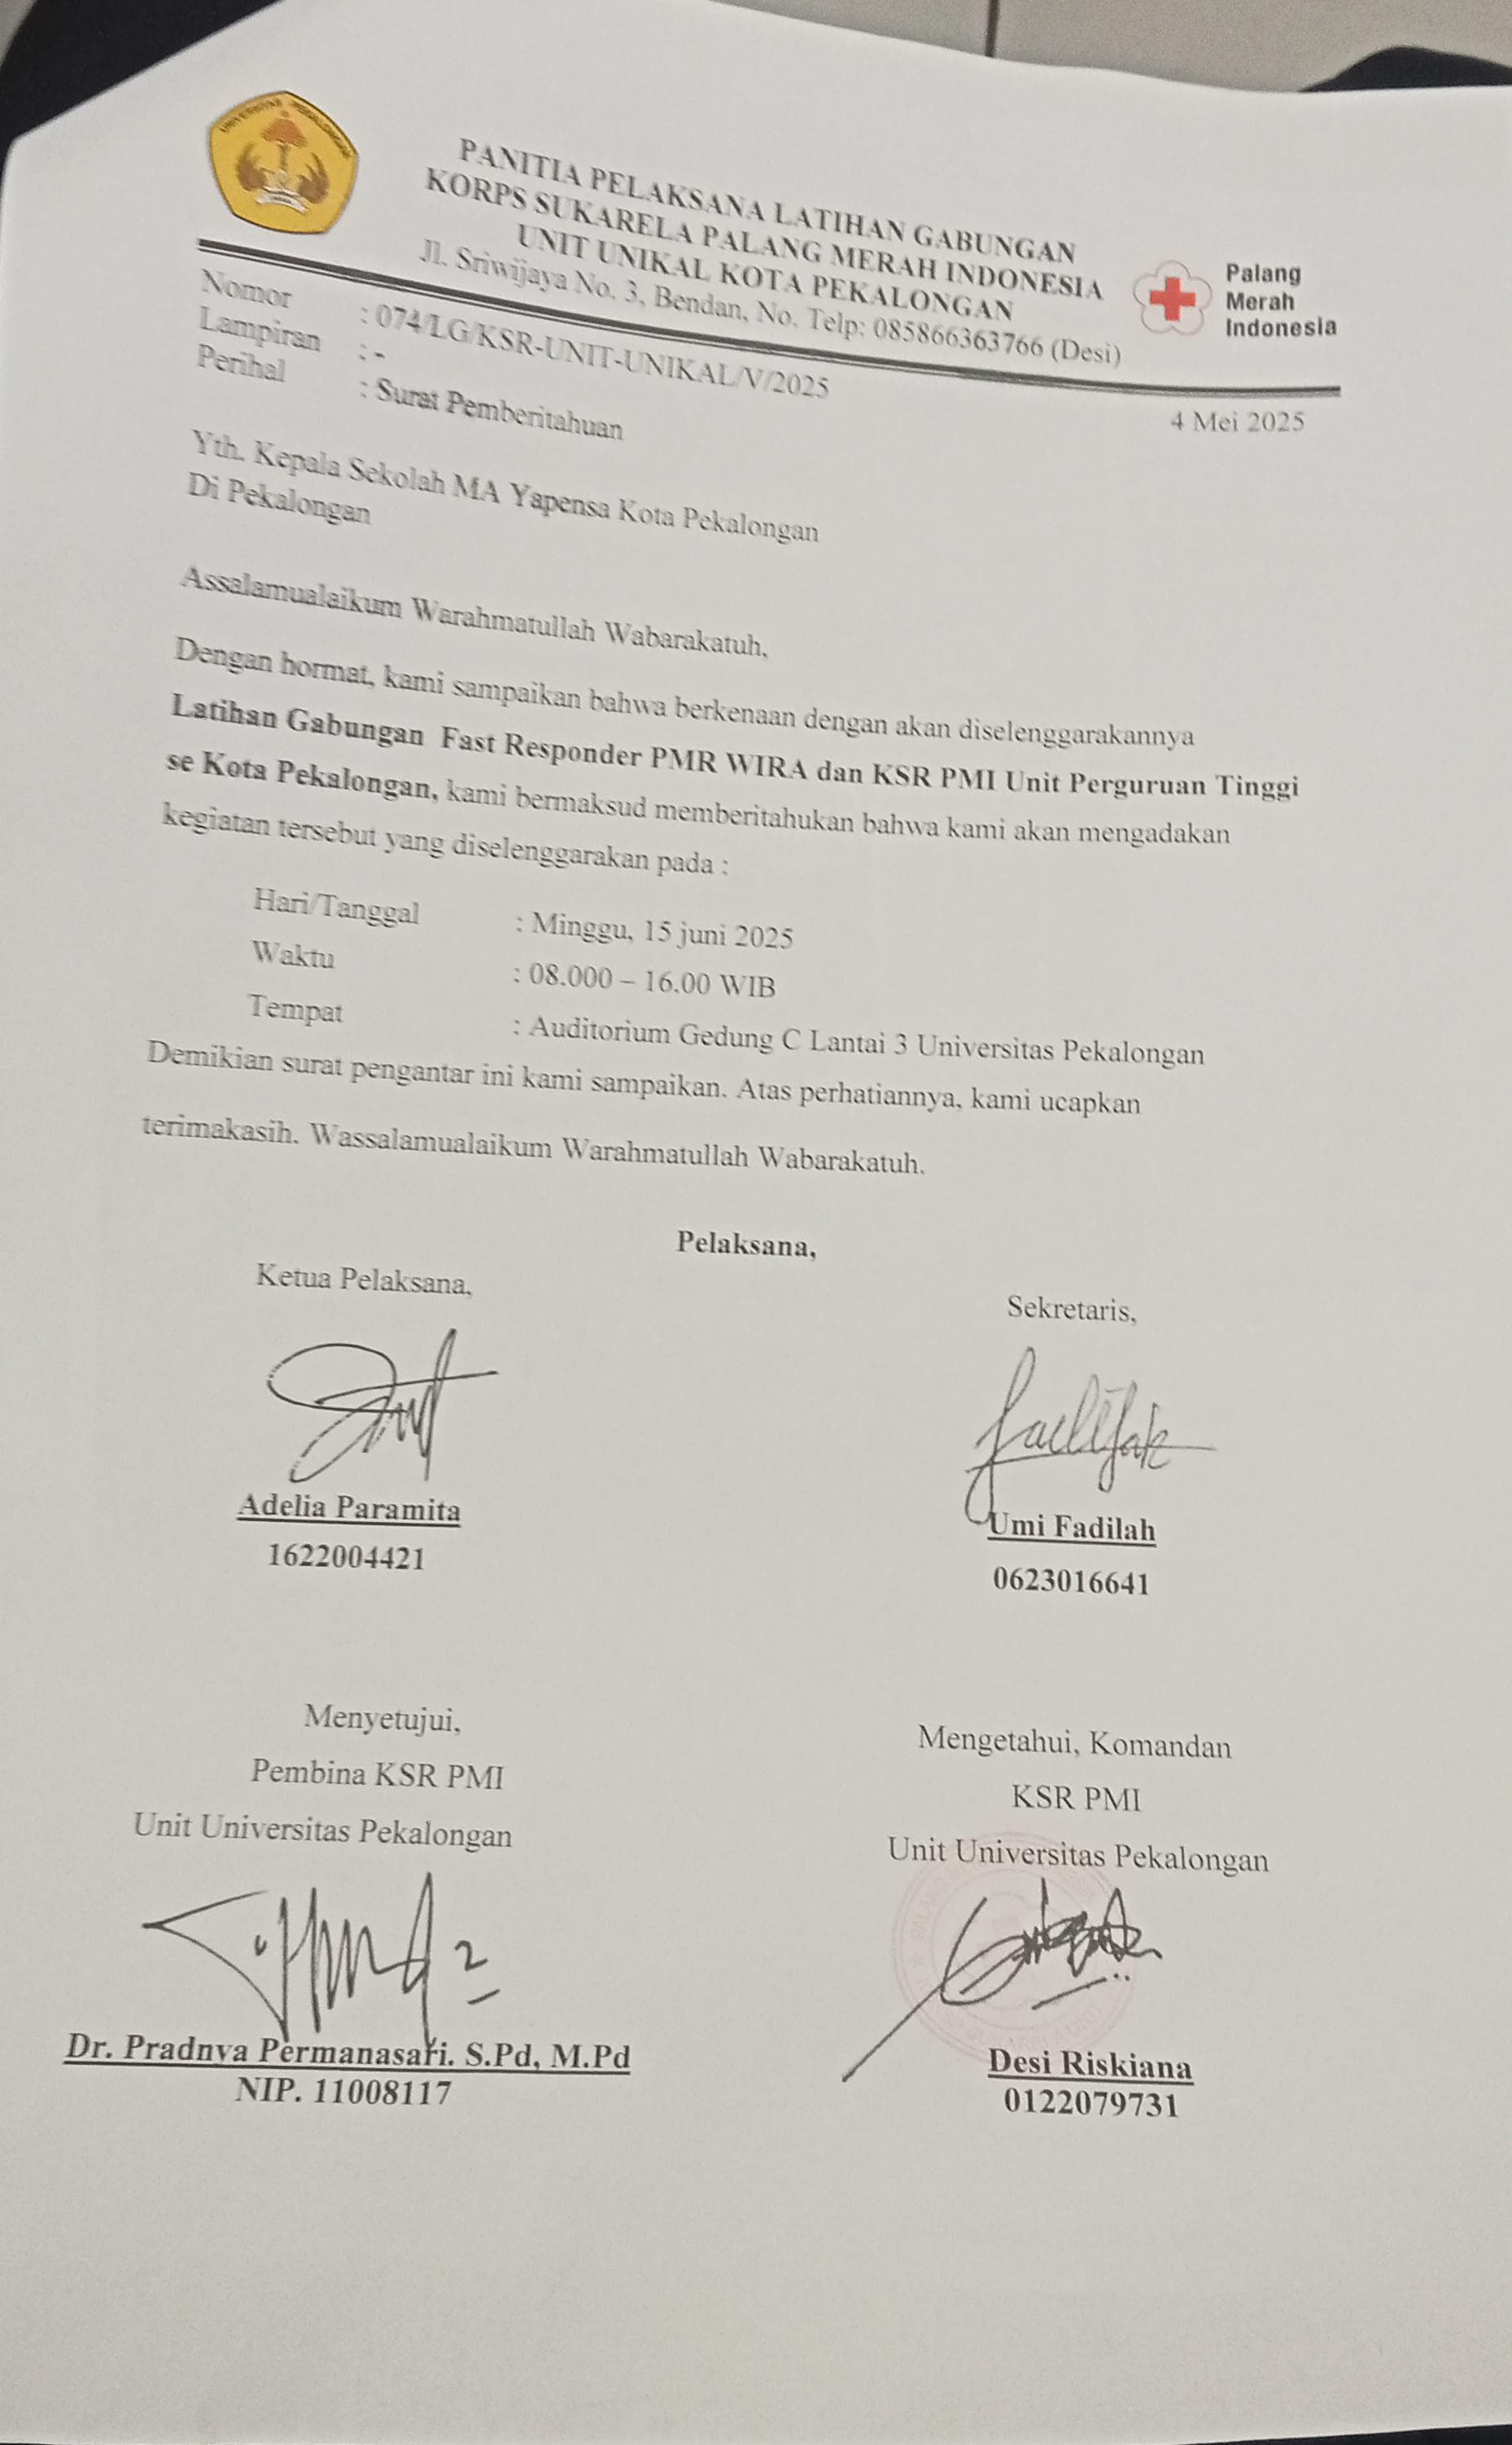 UNIVERSITAS PEKALONGAN
PANITIA PELAKSANA LATIHAN GABUNGAN
KORPS SUKARELA PALANG MERAH INDONESIA
UNIT UNIKAL KOTA PEKALONGAN
Jl. Sriwijaya No. 3, Bendan, No. Telp: 085866363766 (Desi)
Palang
Merah
Indonesia
Nomor : 074/LG/KSR-UNIT-UNIKAL/V/2025
Lampiran : -
Perihal : Surat Pemberitahuan
4 Mei 2025
Yth. Kepala Sekolah MA Yapensa Kota Pekalongan
Di Pekalongan
Assalamualaikum Warahmatullah Wabarakatuh,
Dengan hormat, kami sampaikan bahwa berkenaan dengan akan diselenggarakannya
Latihan Gabungan Fast Responder PMR WIRA dan KSR PMI Unit Perguruan Tinggi
se Kota Pekalongan, kami bermaksud memberitahukan bahwa kami akan mengadakan
kegiatan tersebut yang diselenggarakan pada :
Hari/Tanggal : Minggu, 15 juni 2025
Waktu : 08.000 – 16.00 WIB
Tempat : Auditorium Gedung C Lantai 3 Universitas Pekalongan
Demikian surat pengantar ini kami sampaikan. Atas perhatiannya, kami ucapkan
terimakasih. Wassalamualaikum Warahmatullah Wabarakatuh.
Pelaksana,
Ketua Pelaksana,
Sekretaris,
Adelia Paramita
1622004421
Umi Fadilah
0623016641
Menyetujui,
Pembina KSR PMI
Unit Universitas Pekalongan
Mengetahui, Komandan
KSR PMI
Unit Universitas Pekalongan
Dr. Pradnya Permanasari. S.Pd, M.Pd
NIP. 11008117
Desi Riskiana
0122079731